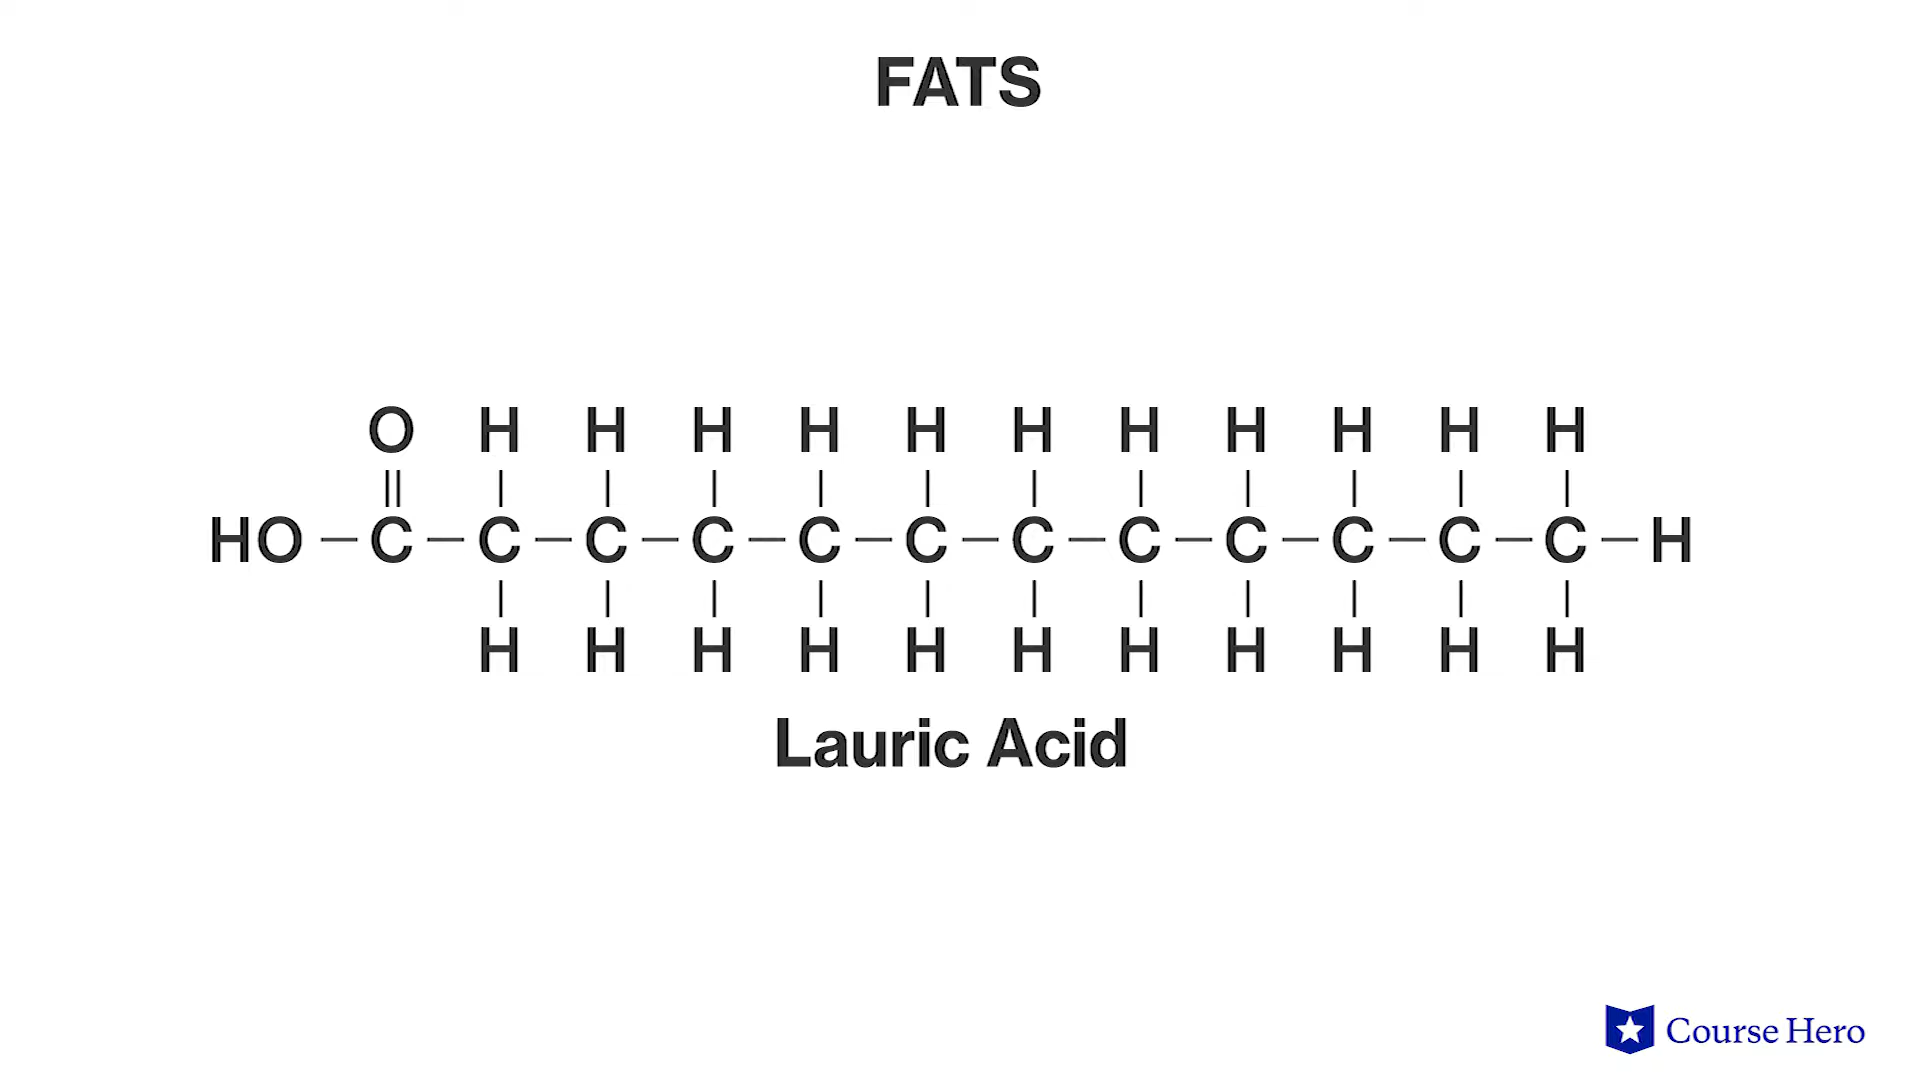 FATS
O H H H H H H H H H H H
HO C C C C C C C C C C C C H
H H H H H H H H H H H
Lauric Acid
Course Hero